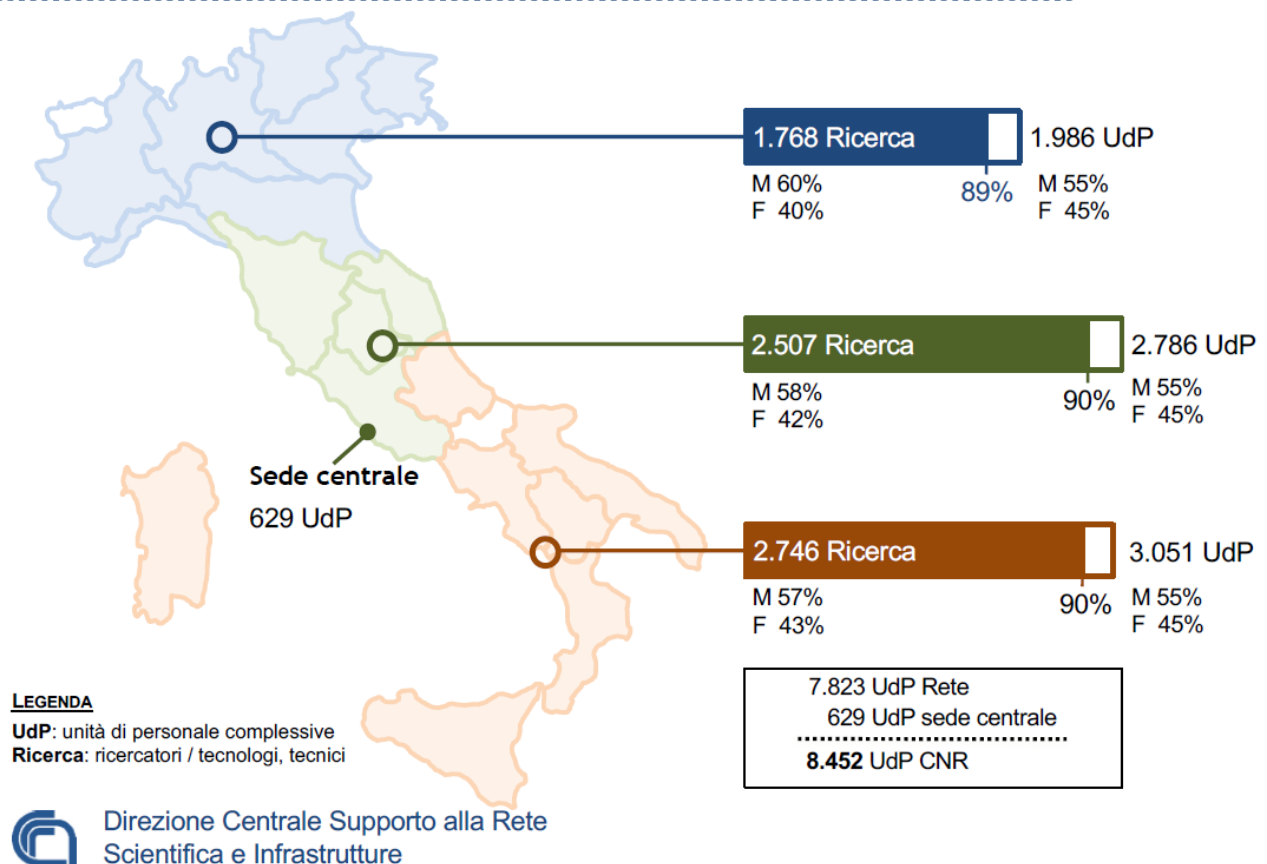 1.768 Ricerca
1.986 UdP
M 60%
F 40%
89%
M 55%
F 45%
2.507 Ricerca
2.786 UdP
M 58%
F 42%
90%
M 55%
F 45%
Sede centrale
629 UdP
2.746 Ricerca
3.051 UdP
M 57%
F 43%
90%
M 55%
F 45%
7.823 UdP Rete
629 UdP sede centrale
8.452 UdP CNR
LEGENDA
UdP: unità di personale complessive
Ricerca: ricercatori / tecnologi, tecnici
Direzione Centrale Supporto alla Rete
Scientifica e Infrastrutture